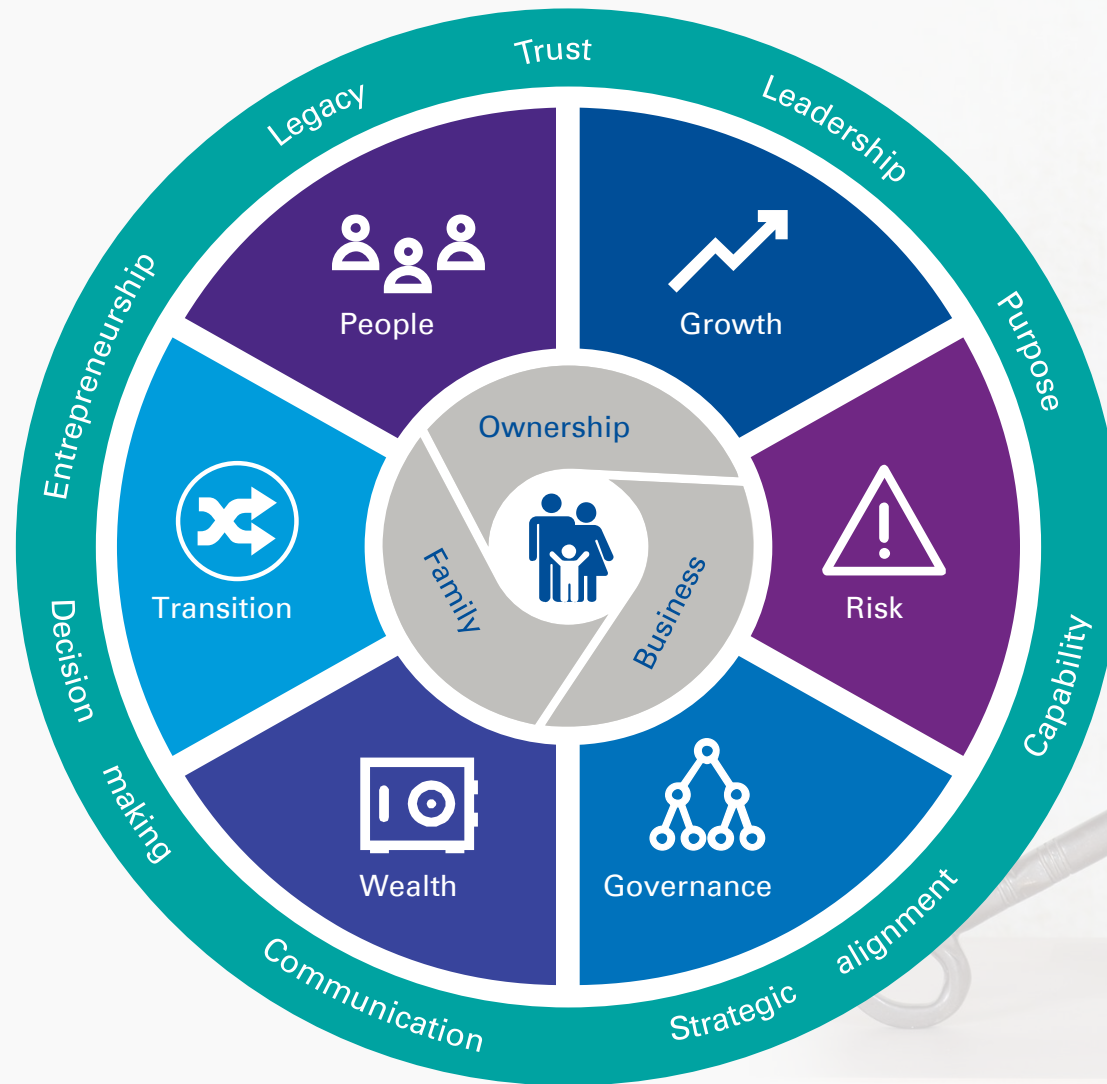 Trust
Leadership
Purpose
Capability
Strategic alignment
Communication
Decision making
Entrepreneurship
Legacy
People
Growth
Risk
Governance
Wealth
Transition
Ownership
Business
Family